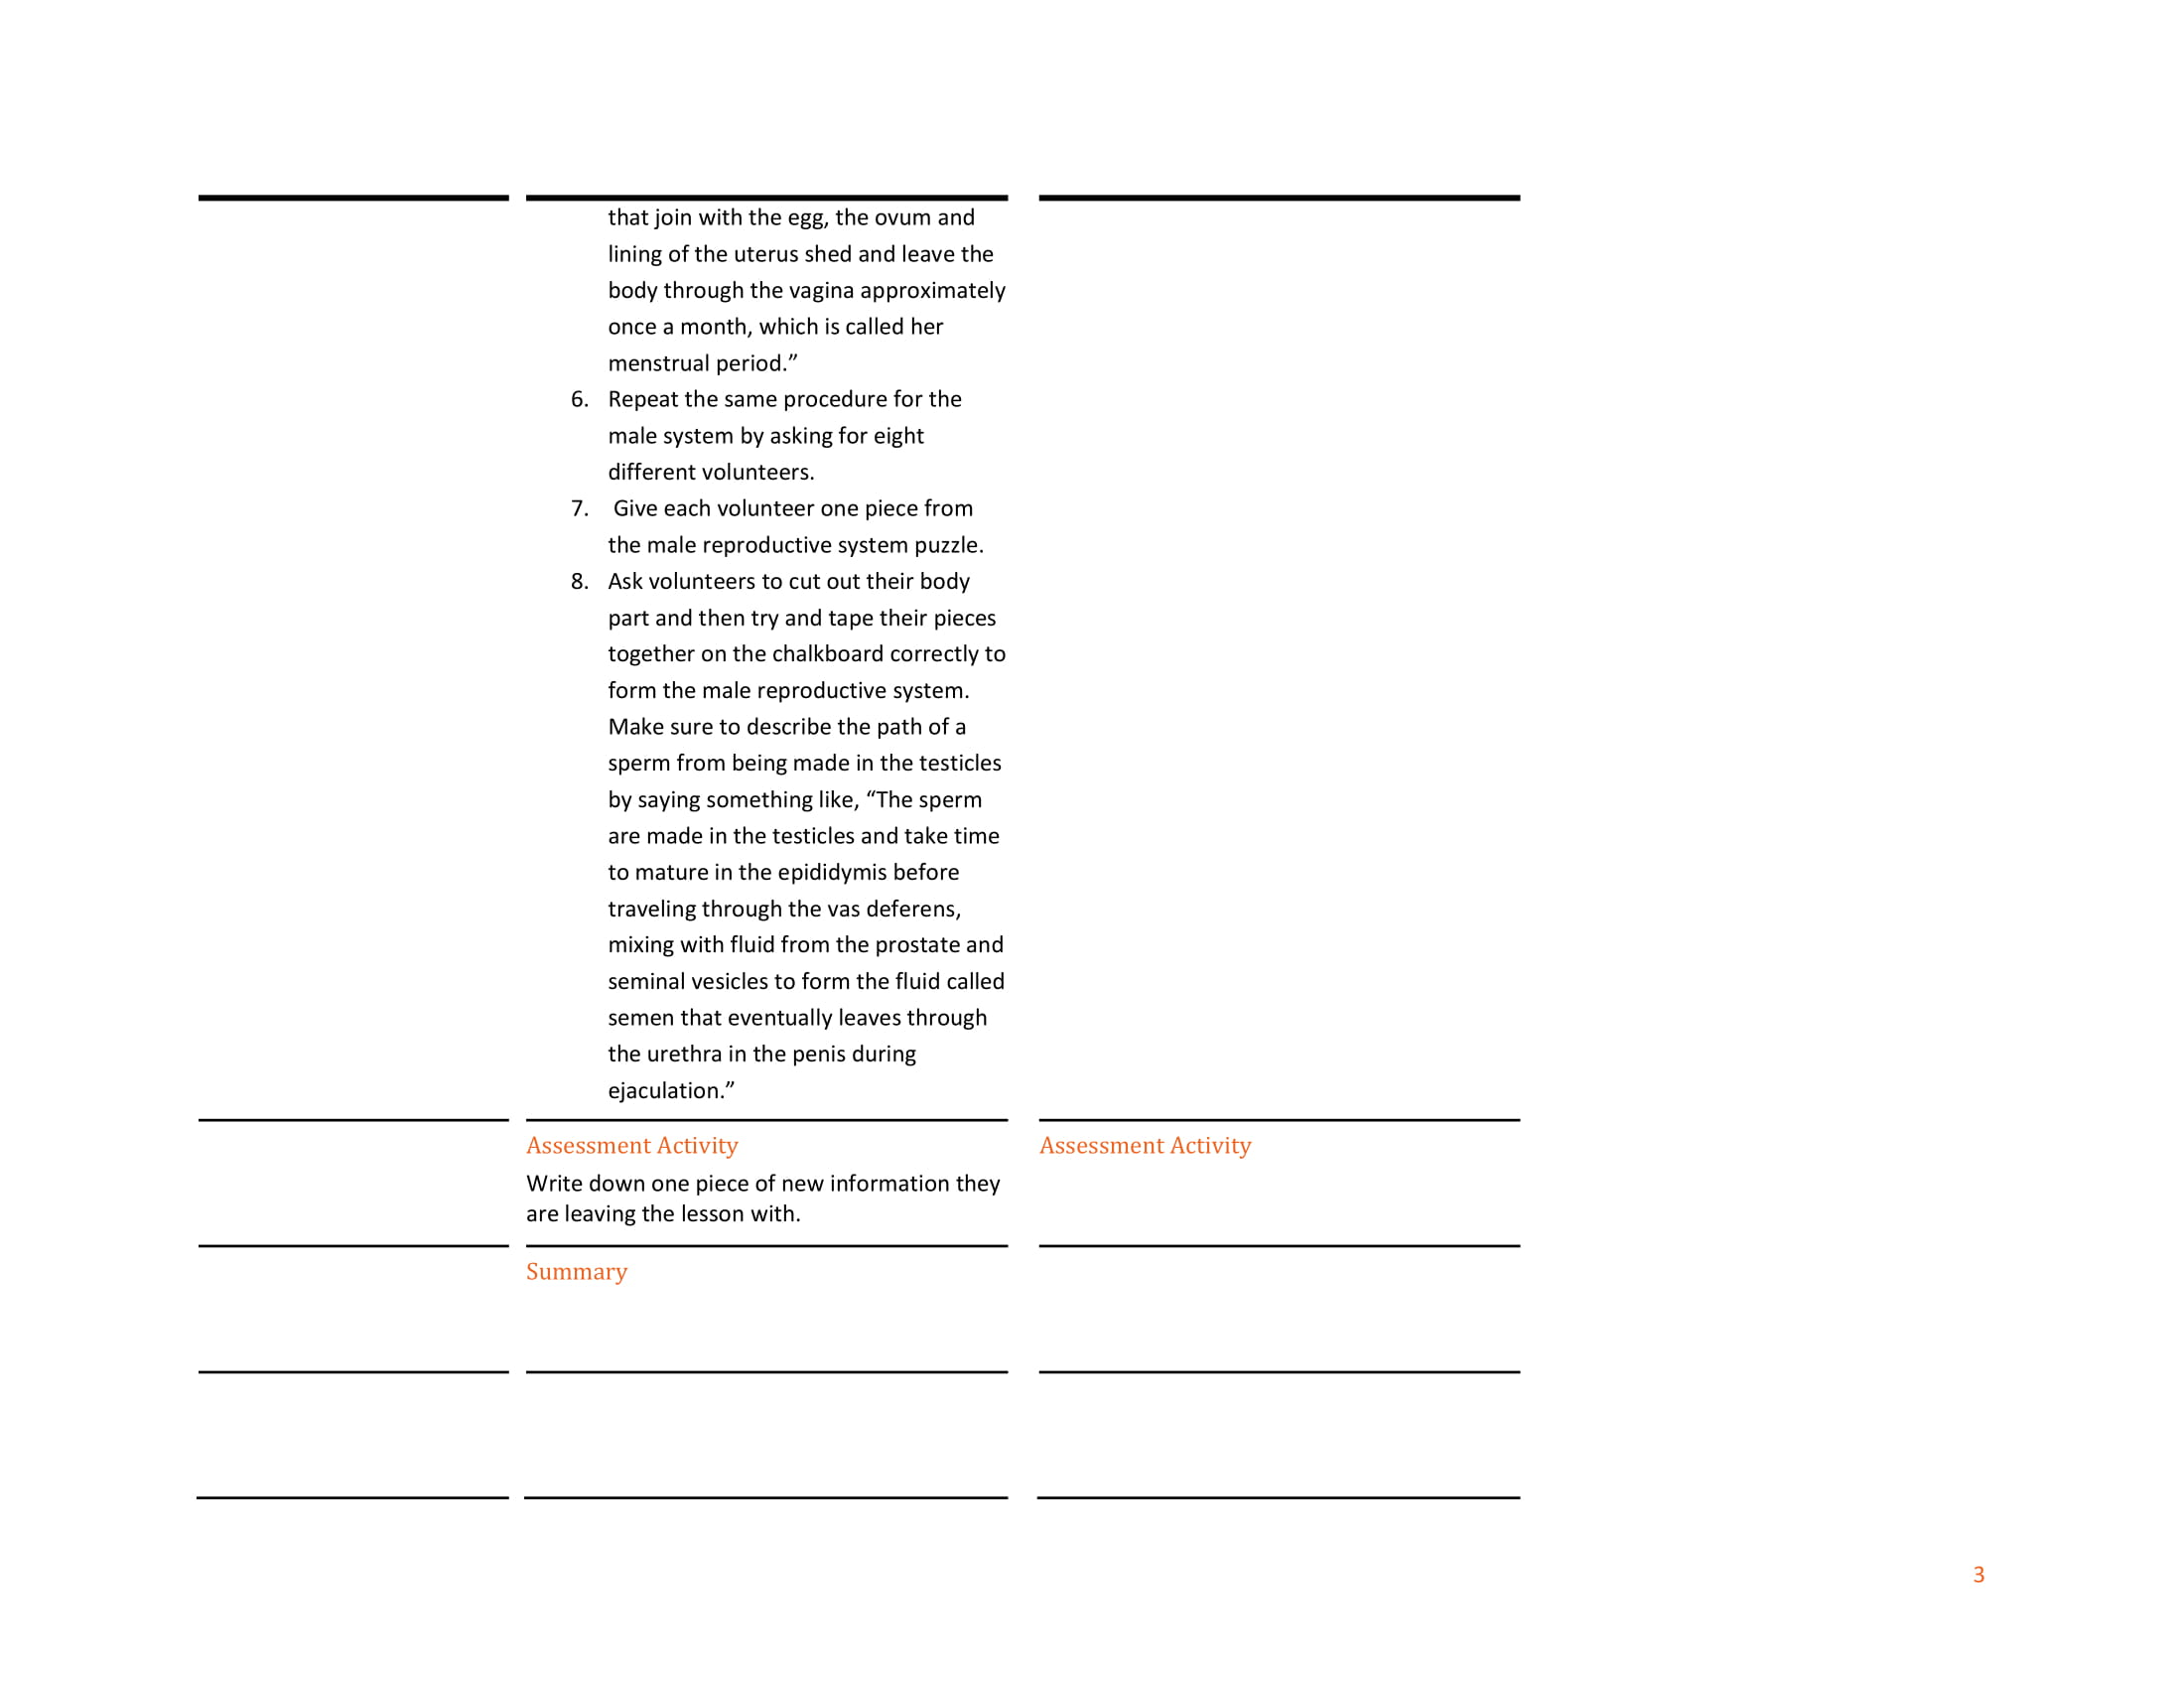 that join with the egg, the ovum and
lining of the uterus shed and leave the
body through the vagina approximately
once a month, which is called her
menstrual period.”
6. Repeat the same procedure for the
male system by asking for eight
different volunteers.
7. Give each volunteer one piece from
the male reproductive system puzzle.
8. Ask volunteers to cut out their body
part and then try and tape their pieces
together on the chalkboard correctly to
form the male reproductive system.
Make sure to describe the path of a
sperm from being made in the testicles
by saying something like, “The sperm
are made in the testicles and take time
to mature in the epididymis before
traveling through the vas deferens,
mixing with fluid from the prostate and
seminal vesicles to form the fluid called
semen that eventually leaves through
the urethra in the penis during
ejaculation.”
Assessment Activity
Write down one piece of new information they
are leaving the lesson with.
Assessment Activity
Summary
3